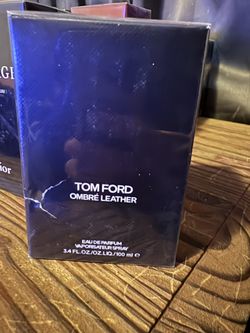 TOM FORD
OMBRÉ LEATHER
EAU DE PARFUM
VAPORISATEUR SPRAY
3.4 FL.OZ./OZ.LIQ./100 ml ℮